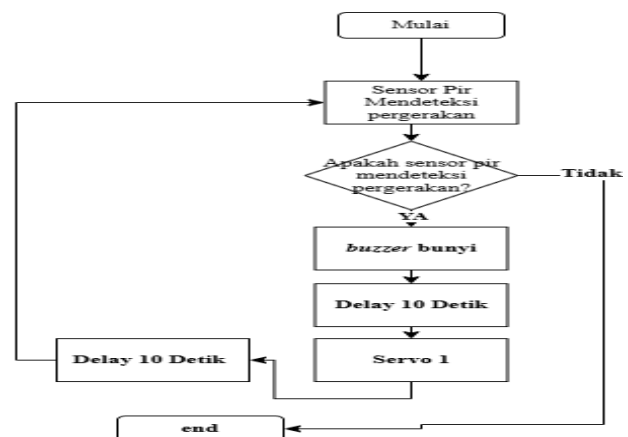 Mulai
Sensor Pir
Mendeteksi
pergerakan
Apakah sensor pir
mendeteksi
pergerakan?
Tidak
YA
buzzer bunyi
Delay 10 Detik
Servo 1
Delay 10 Detik
end